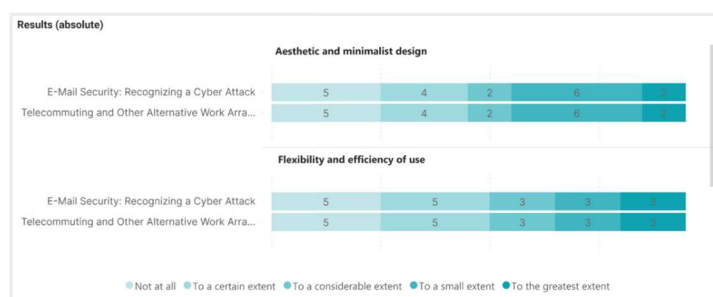 Results (absolute)
Aesthetic and minimalist design
E-Mail Security: Recognizing a Cyber Attack 5 4 2 6 2
Telecommuting and Other Alternative Work Arra... 5 4 2 6 2
Flexibility and efficiency of use
E-Mail Security: Recognizing a Cyber Attack 5 5 3 3 3
Telecommuting and Other Alternative Work Arra... 5 5 3 3 3
Not at all To a certain extent To a considerable extent To a small extent To the greatest extent